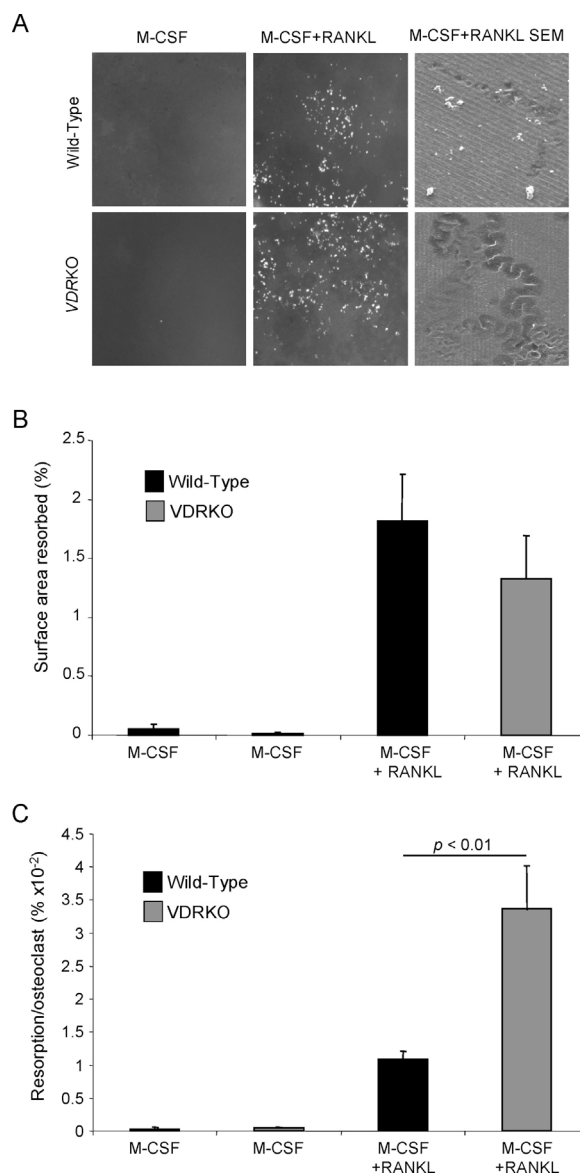 A
M-CSF M-CSF+RANKL M-CSF+RANKL SEM
Wild-Type
VDRKO
B
2.5
2
1.5
1
0.5
0
Surface area resorbed (%)
Wild-Type
VDRKO
M-CSF M-CSF M-CSF M-CSF
+ RANKL + RANKL
C
4.5
4
3.5
3
2.5
2
1.5
1
0.5
0
Resorption/osteoclast (% x10-2)
Wild-Type
VDRKO
p < 0.01
M-CSF M-CSF M-CSF M-CSF
+RANKL +RANKL